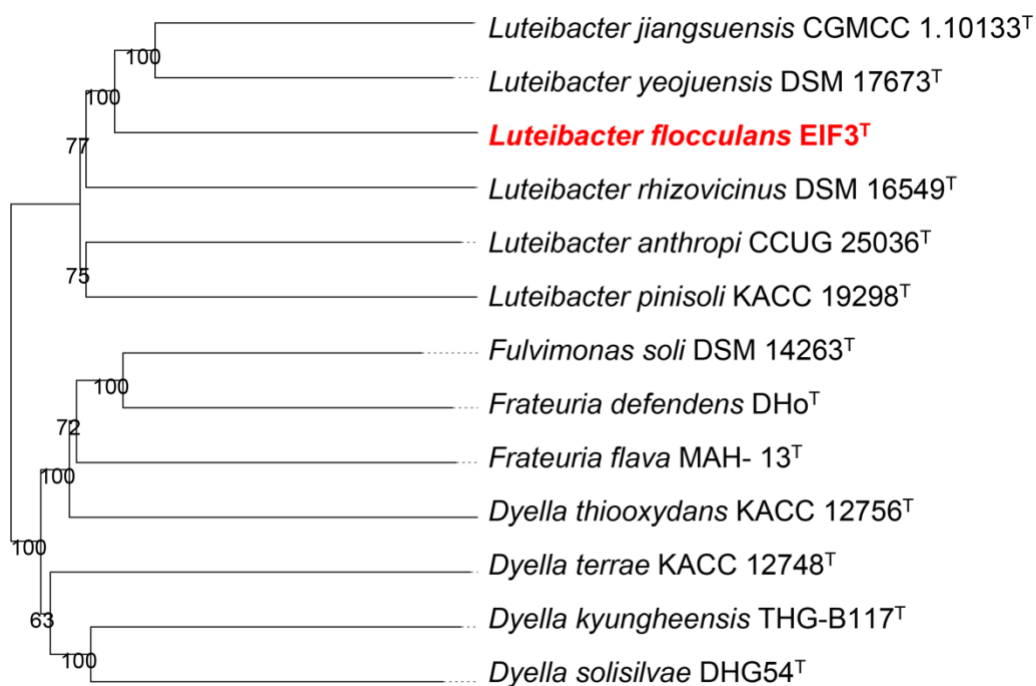 Luteibacter jiangsuensis CGMCC 1.10133ᵀ
100
Luteibacter yeojuensis DSM 17673ᵀ
100
Luteibacter flocculans EIF3ᵀ
77
Luteibacter rhizovicinus DSM 16549ᵀ
Luteibacter anthropi CCUG 25036ᵀ
75
Luteibacter pinisoli KACC 19298ᵀ
Fulvimonas soli DSM 14263ᵀ
100
Frateuria defendens DHoᵀ
72
Frateuria flava MAH- 13ᵀ
100
Dyella thiooxydans KACC 12756ᵀ
100
Dyella terrae KACC 12748ᵀ
63
Dyella kyungheensis THG-B117ᵀ
100
Dyella solisilvae DHG54ᵀ